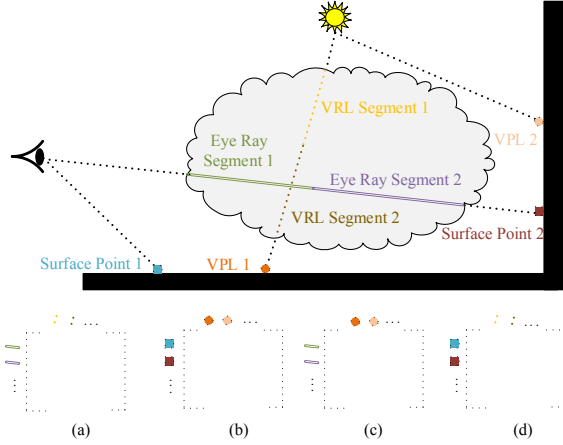 VRL Segment 1
VPL 2
Eye Ray
Segment 1
Eye Ray Segment 2
VRL Segment 2
Surface Point 2
Surface Point 1
VPL 1
(a)
(b)
(c)
(d)